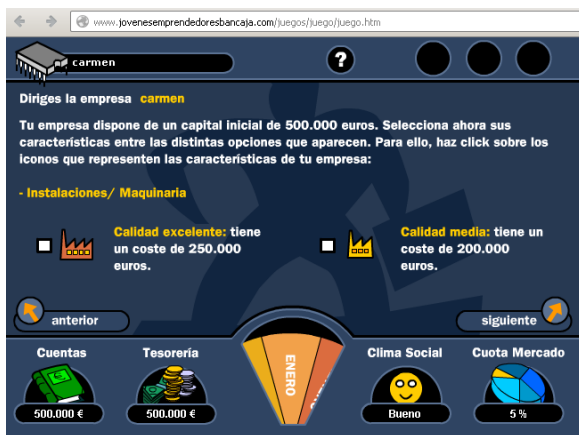 www.jovenesemprendedoresbancaja.com/juegos/juego/juego.htm
carmen
?
Diriges la empresa carmen
Tu empresa dispone de un capital inicial de 500.000 euros. Selecciona ahora sus
características entre las distintas opciones que aparecen. Para ello, haz click sobre los
iconos que representen las características de tu empresa:
- Instalaciones/ Maquinaria
Calidad excelente: tiene
un coste de 250.000
euros.
Calidad media: tiene un
coste de 200.000
euros.
anterior
siguiente
Cuentas
Tesorería
ENERO
Clima Social
Cuota Mercado
500.000 €
500.000 €
Bueno
5 %